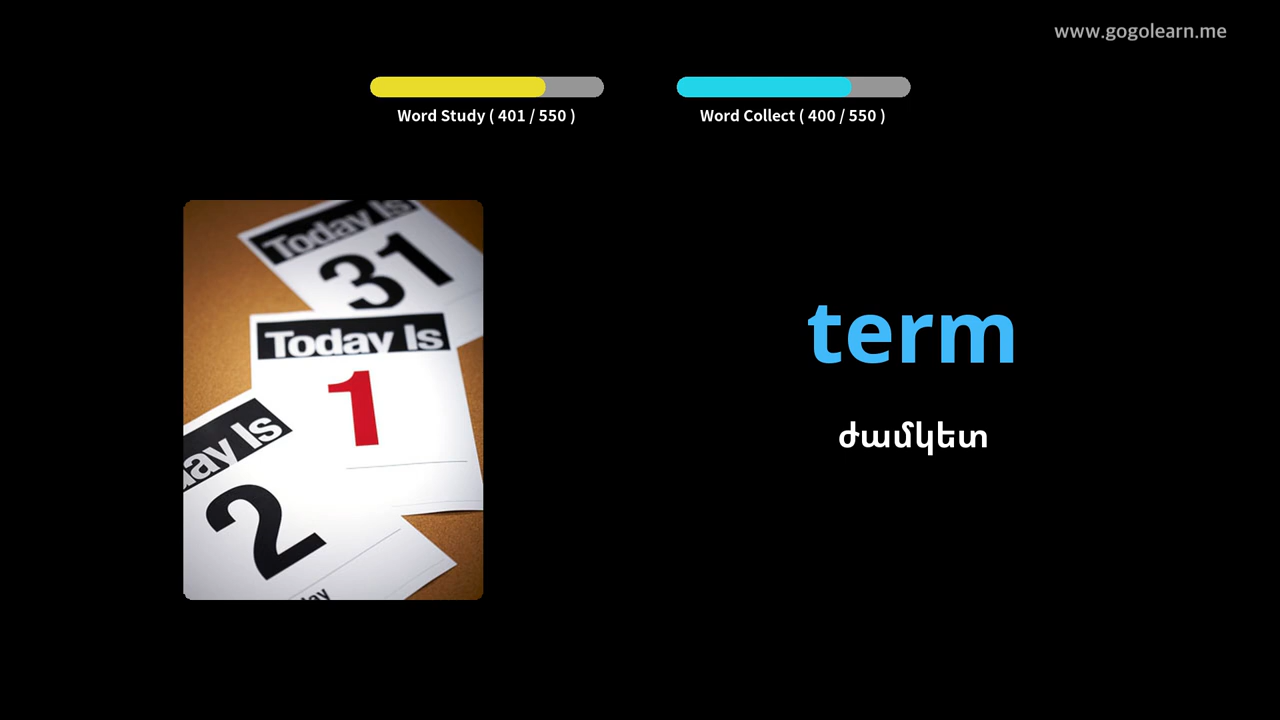 www.gogolearn.me
Word Study ( 401 / 550 )
Word Collect ( 400 / 550 )
Today Is
31
Today Is
1
ay Is
2
ay
term
ժամկետ